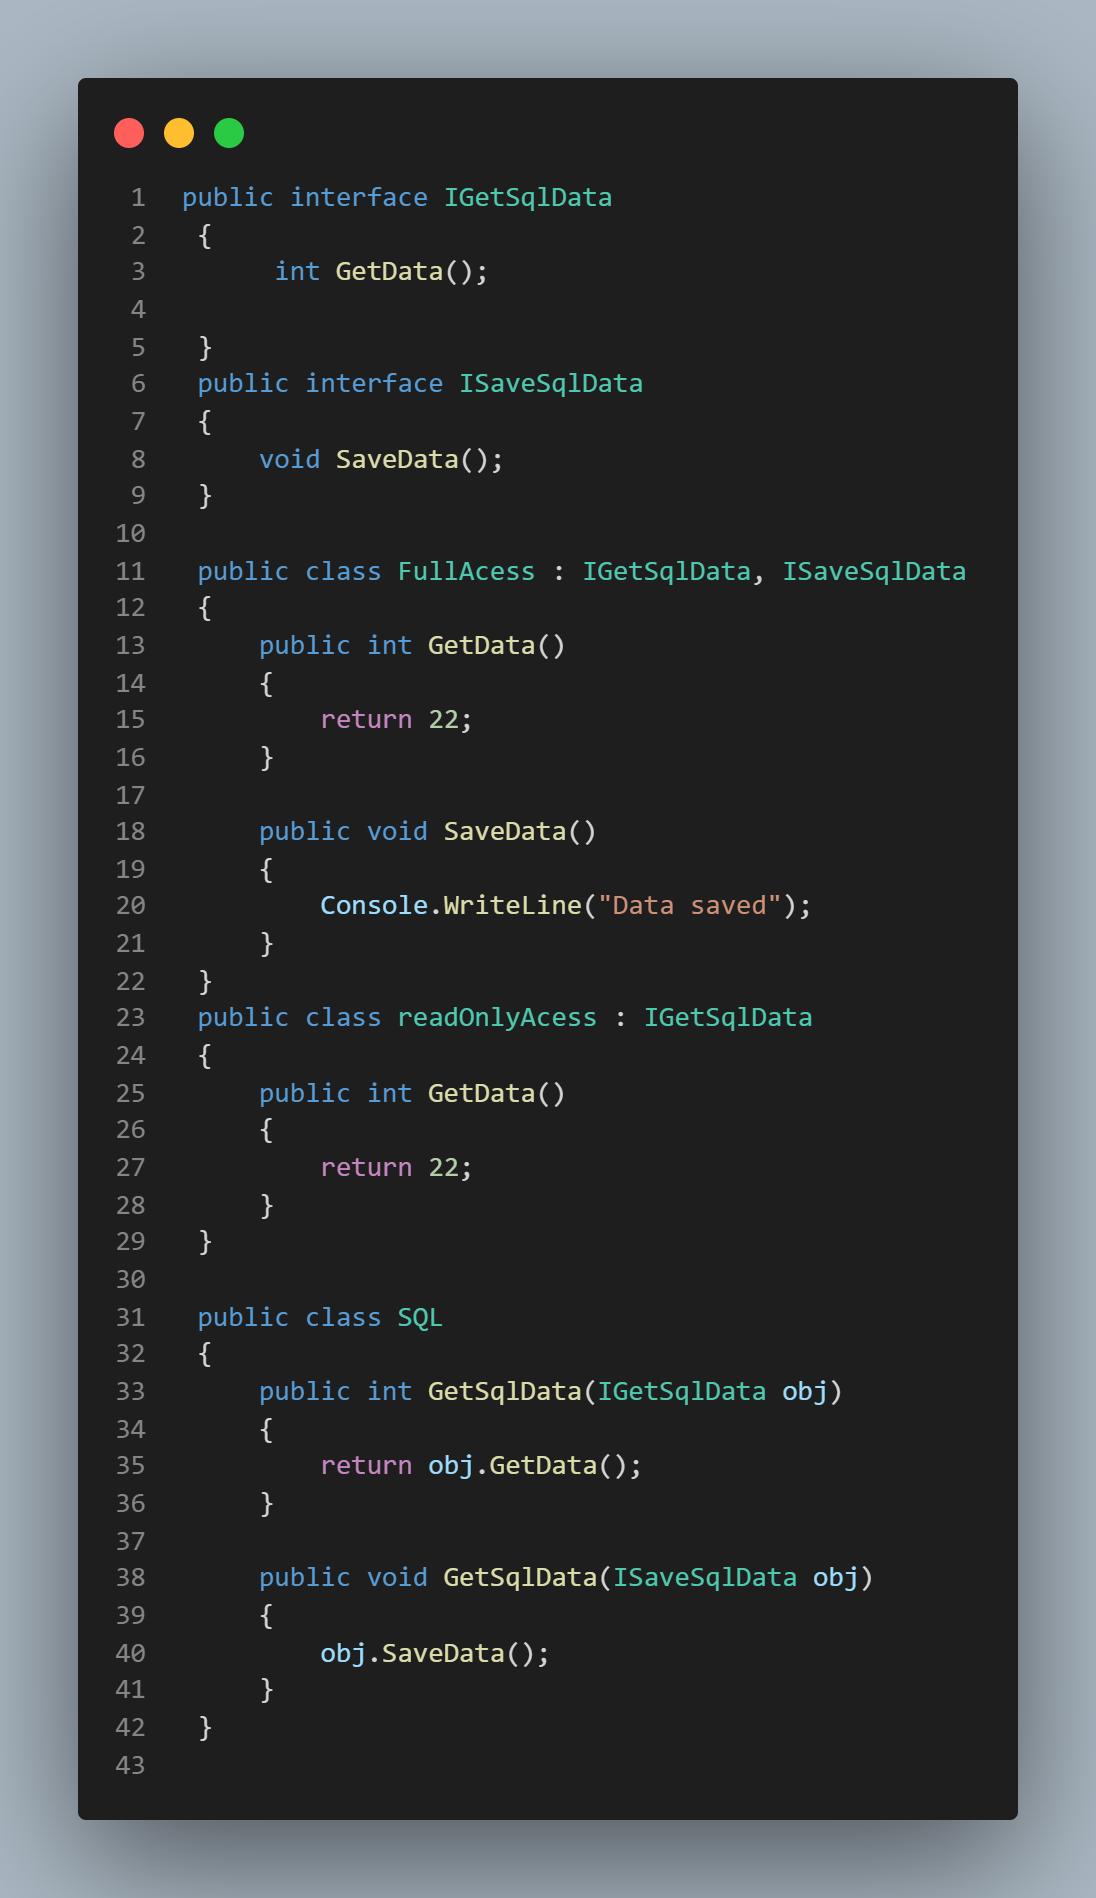 1 public interface IGetSqlData
2 {
3 int GetData();
4
5 }
6 public interface ISaveSqlData
7 {
8 void SaveData();
9 }
10
11 public class FullAcess : IGetSqlData, ISaveSqlData
12 {
13 public int GetData()
14 {
15 return 22;
16 }
17
18 public void SaveData()
19 {
20 Console.WriteLine("Data saved");
21 }
22 }
23 public class readOnlyAcess : IGetSqlData
24 {
25 public int GetData()
26 {
27 return 22;
28 }
29 }
30
31 public class SQL
32 {
33 public int GetSqlData(IGetSqlData obj)
34 {
35 return obj.GetData();
36 }
37
38 public void GetSqlData(ISaveSqlData obj)
39 {
40 obj.SaveData();
41 }
42 }
43